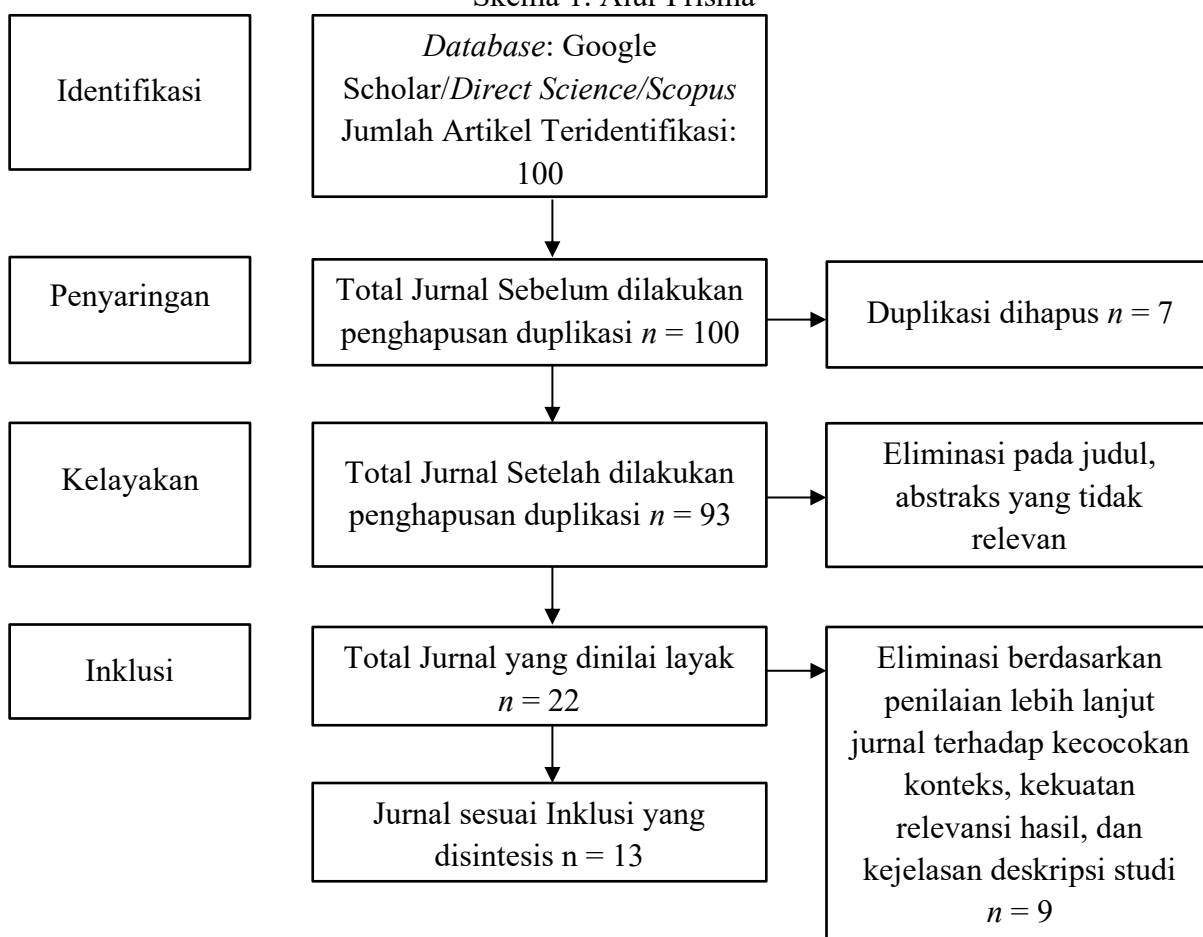 Skema 1. Alur Prisma
Identifikasi
Database: Google
Scholar/Direct Science/Scopus
Jumlah Artikel Teridentifikasi:
100
Penyaringan
Total Jurnal Sebelum dilakukan
penghapusan duplikasi n = 100
Duplikasi dihapus n = 7
Kelayakan
Total Jurnal Setelah dilakukan
penghapusan duplikasi n = 93
Eliminasi pada judul,
abstraks yang tidak
relevan
Inklusi
Total Jurnal yang dinilai layak
n = 22
Eliminasi berdasarkan
penilaian lebih lanjut
jurnal terhadap kecocokan
konteks, kekuatan
relevansi hasil, dan
kejelasan deskripsi studi
n = 9
Jurnal sesuai Inklusi yang
disintesis n = 13